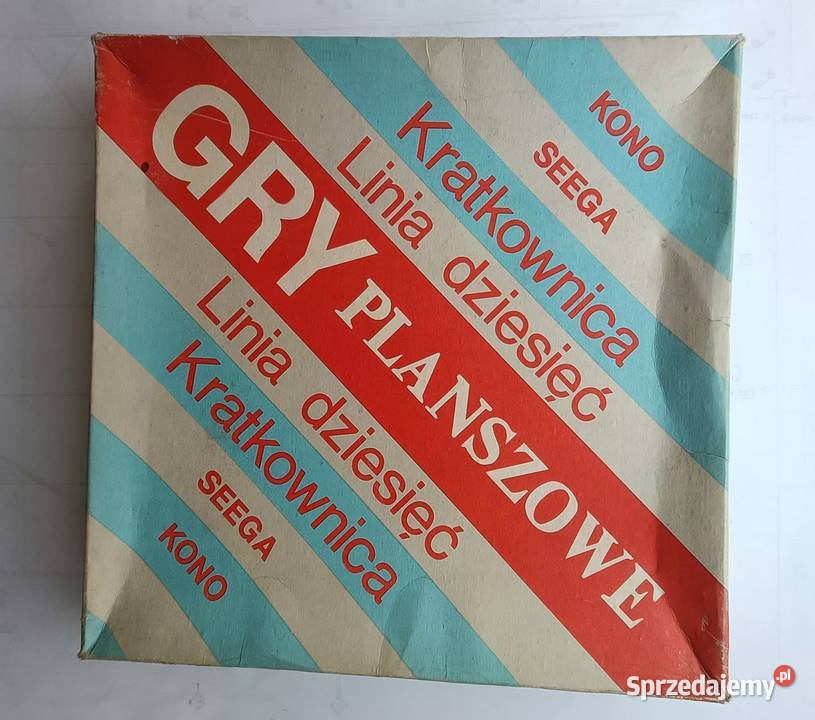 KONO
SEEGA
Kratkownica
Linia dziesięć
GRY PLANSZOWE
Linia dziesięć
Kratkownica
SEEGA
KONO
Sprzedajemy.pl